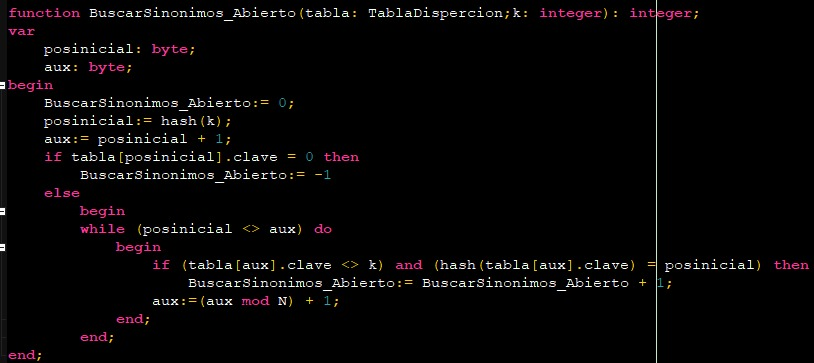 function BuscarSinonimos_Abierto(tabla: TablaDispercion;k: integer): integer;
var
    posinicial: byte;
    aux: byte;
begin
    BuscarSinonimos_Abierto:= 0;
    posinicial:= hash(k);
    aux:= posinicial + 1;
    if tabla[posinicial].clave = 0 then
        BuscarSinonimos_Abierto:= -1
    else
        begin
        while (posinicial <> aux) do
            begin
                if (tabla[aux].clave <> k) and (hash(tabla[aux].clave) = posinicial) then
                    BuscarSinonimos_Abierto:= BuscarSinonimos_Abierto + 1;
                aux:=(aux mod N) + 1;
            end;
        end;
end;